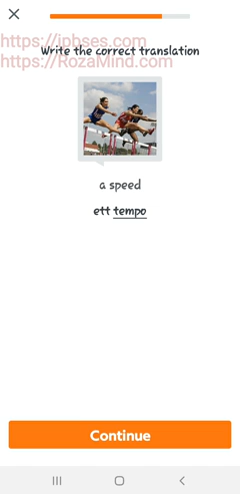 https://ipbses.com
Write the correct translation
https://RozaMind.com
a speed
ett tempo
Continue